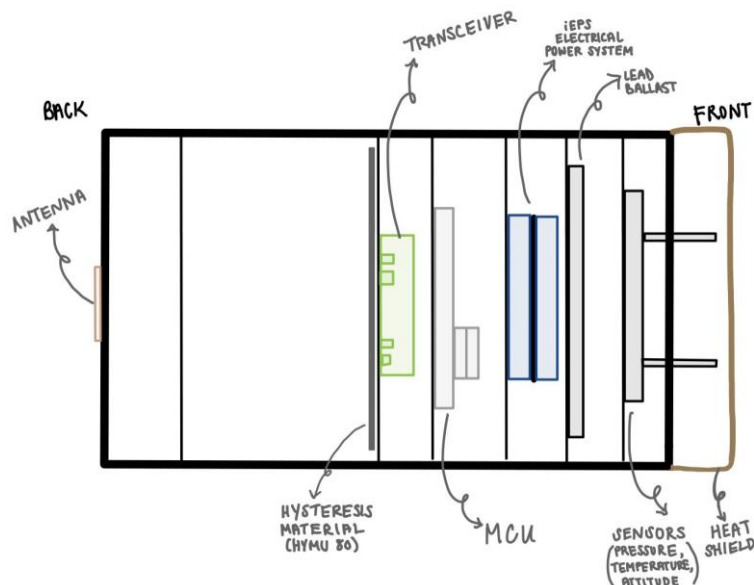 TRANSCEIVER
iEPS
ELECTRICAL
POWER SYSTEM
LEAD
BALLAST
BACK
FRONT
ANTENNA
HYSTERESIS
MATERIAL
(HYMU 80)
MCU
SENSORS
(PRESSURE,
TEMPERATURE,
ATTITUDE
HEAT
SHIELD